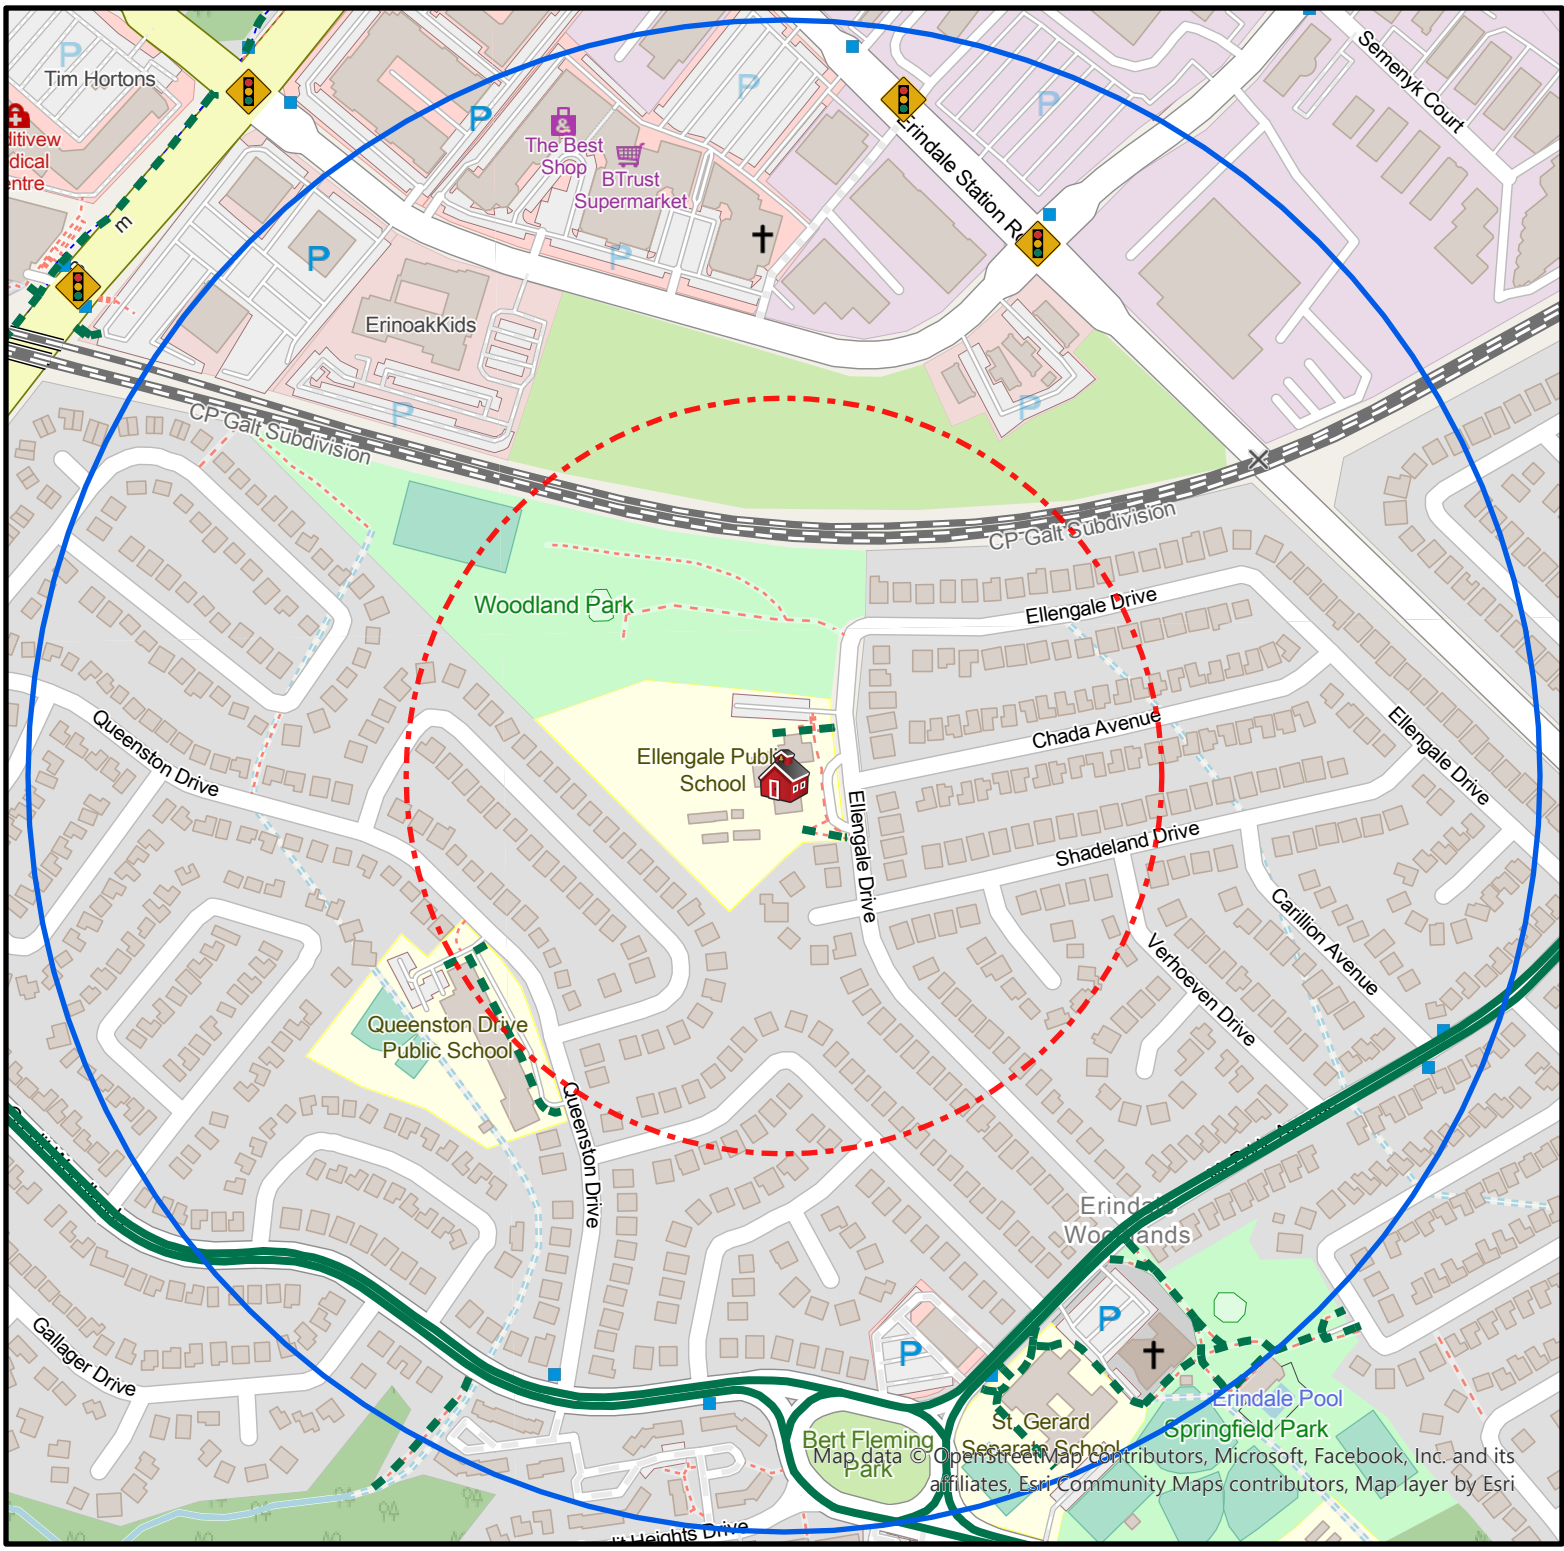 Tim Hortons
P
P
P
P
Semenyk Court
The Best
Shop
BTrust
Supermarket
Erindale Station
m
P
P
ErinoakKids
P
P
CP Galt Subdivision
CP Galt Subdivision
Woodland Park
Ellengale Drive
Chada Avenue
Ellengale Drive
Queenston Drive
Ellengale Public
School
Ellengale Drive
Shadeland Drive
Carillion Avenue
Verhoeven Drive
Queenston Drive
Public School
Queenston Drive
Erindale
Woodlands
Gallager Drive
P
P
Erindale Pool
Springfield Park
St. Gerard
Separate School
Bert Fleming
Park
Map data © OpenStreetMap contributors, Microsoft, Facebook, Inc. and its
affiliates, Esri Community Maps contributors, Map layer by Esri
Heights Drive